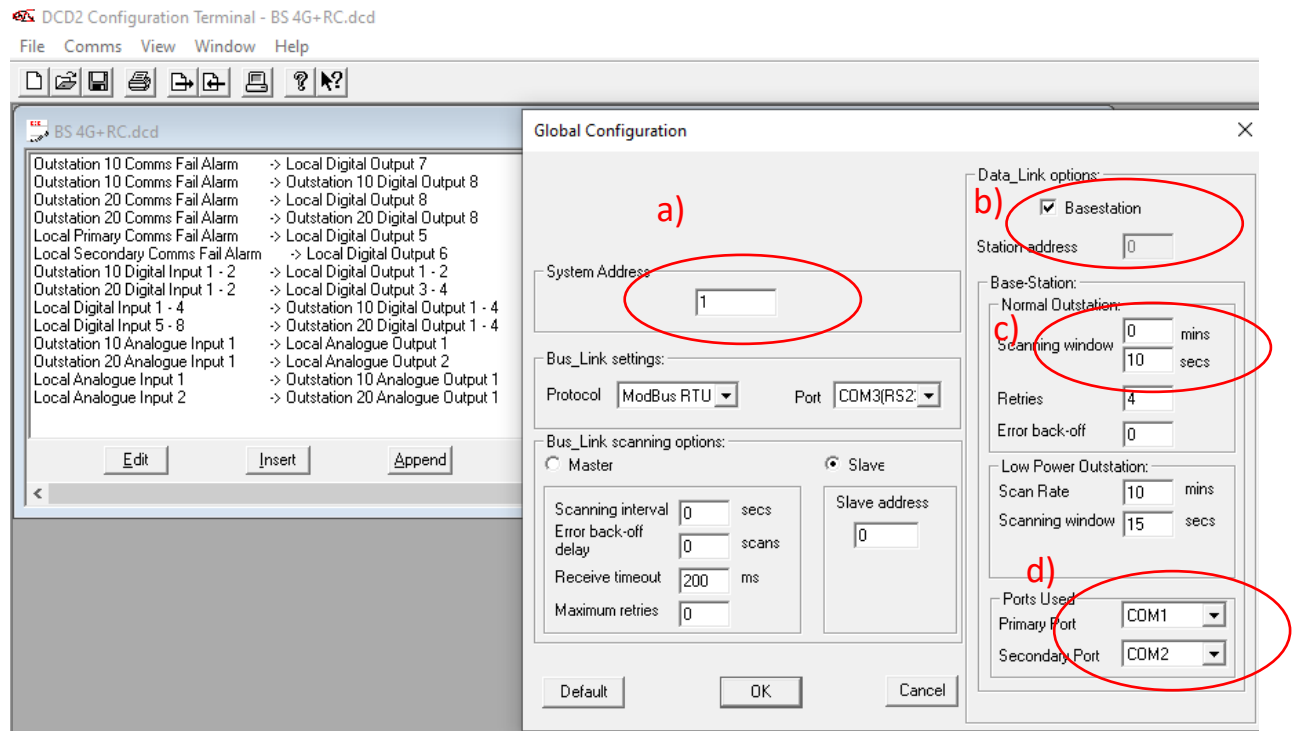 DCD2 Configuration Terminal - BS 4G+RC.dcd
File Comms View Window Help
BS 4G+RC.dcd
Outstation 10 Comms Fail Alarm -> Local Digital Output 7
Outstation 10 Comms Fail Alarm -> Outstation 10 Digital Output 8
Outstation 20 Comms Fail Alarm -> Local Digital Output 8
Outstation 20 Comms Fail Alarm -> Outstation 20 Digital Output 8
Local Primary Comms Fail Alarm -> Local Digital Output 5
Local Secondary Comms Fail Alarm -> Local Digital Output 6
Outstation 10 Digital Input 1 - 2 -> Local Digital Output 1 - 2
Outstation 20 Digital Input 1 - 2 -> Local Digital Output 3 - 4
Local Digital Input 1 - 4 -> Outstation 10 Digital Output 1 - 4
Local Digital Input 5 - 8 -> Outstation 20 Digital Output 1 - 4
Outstation 10 Analogue Input 1 -> Local Analogue Output 1
Outstation 20 Analogue Input 1 -> Local Analogue Output 2
Local Analogue Input 1 -> Outstation 10 Analogue Output 1
Local Analogue Input 2 -> Outstation 20 Analogue Output 1
Edit Insert Append
Global Configuration
a)
System Address
1
Bus_Link settings:
Protocol ModBus RTU Port COM3(RS2:
Bus_Link scanning options:
Master Slave
Scanning interval 0 secs
Error back-off
delay 0 scans
Receive timeout 200 ms
Maximum retries 0
Slave address
0
Default OK Cancel
Data_Link options:
b) Basestation
Station address 0
Base-Station:
Normal Outstation:
c)
Scanning window 0 mins
10 secs
Retries 4
Error back-off 0
Low Power Outstation:
Scan Rate 10 mins
Scanning window 15 secs
d)
Ports Used
Primary Port COM1
Secondary Port COM2